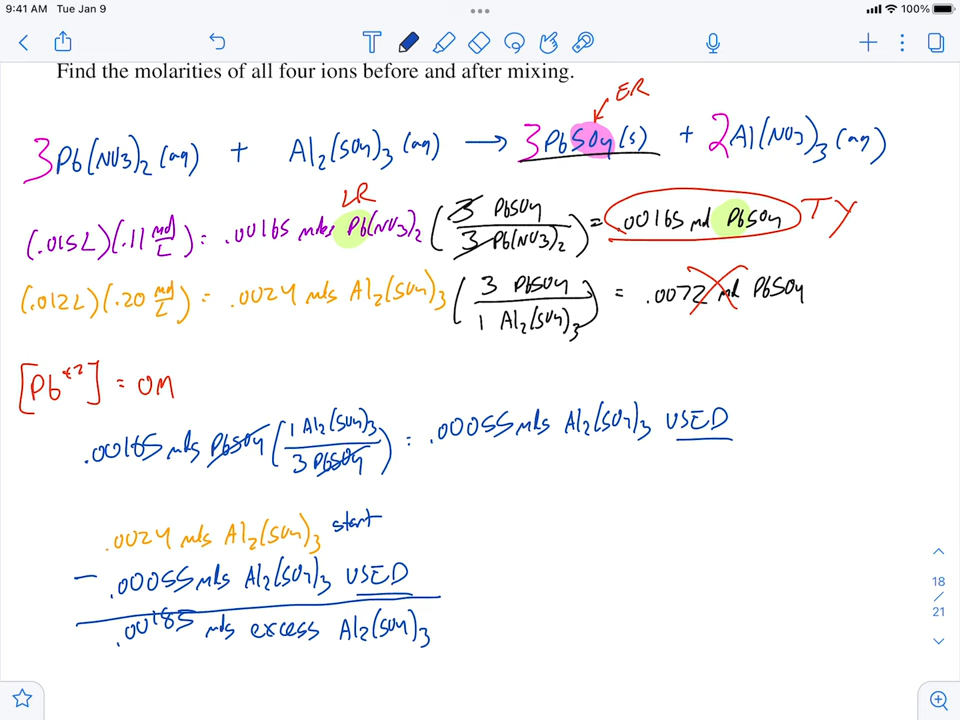 9:41 AM Tue Jan 9 100%
T
Find the molarities of all four ions before and after mixing.
ER
3Pb(NO3)2 (aq) + Al2(SO4)3 (aq) → 3PbSO4(s) + 2Al(NO3)3 (aq)
LR
(.015L)(.11 mol/L) = .00165 moles Pb(NO3)2 (3 PbSO4 / 3 Pb(NO3)2) = .00165 mol PbSO4 TY
(.012L)(.20 mol/L) = .0024 mols Al2(SO4)3 (3 PbSO4 / 1 Al2(SO4)3) = .0072 mol PbSO4
[Pb+2] = 0M
.00165 mols PbSO4 (1 Al2(SO4)3 / 3 PbSO4) = .00055 mols Al2(SO4)3 USED
.0024 mols Al2(SO4)3 start
- .00055 mols Al2(SO4)3 USED
.00185 mols excess Al2(SO4)3
18
/
21